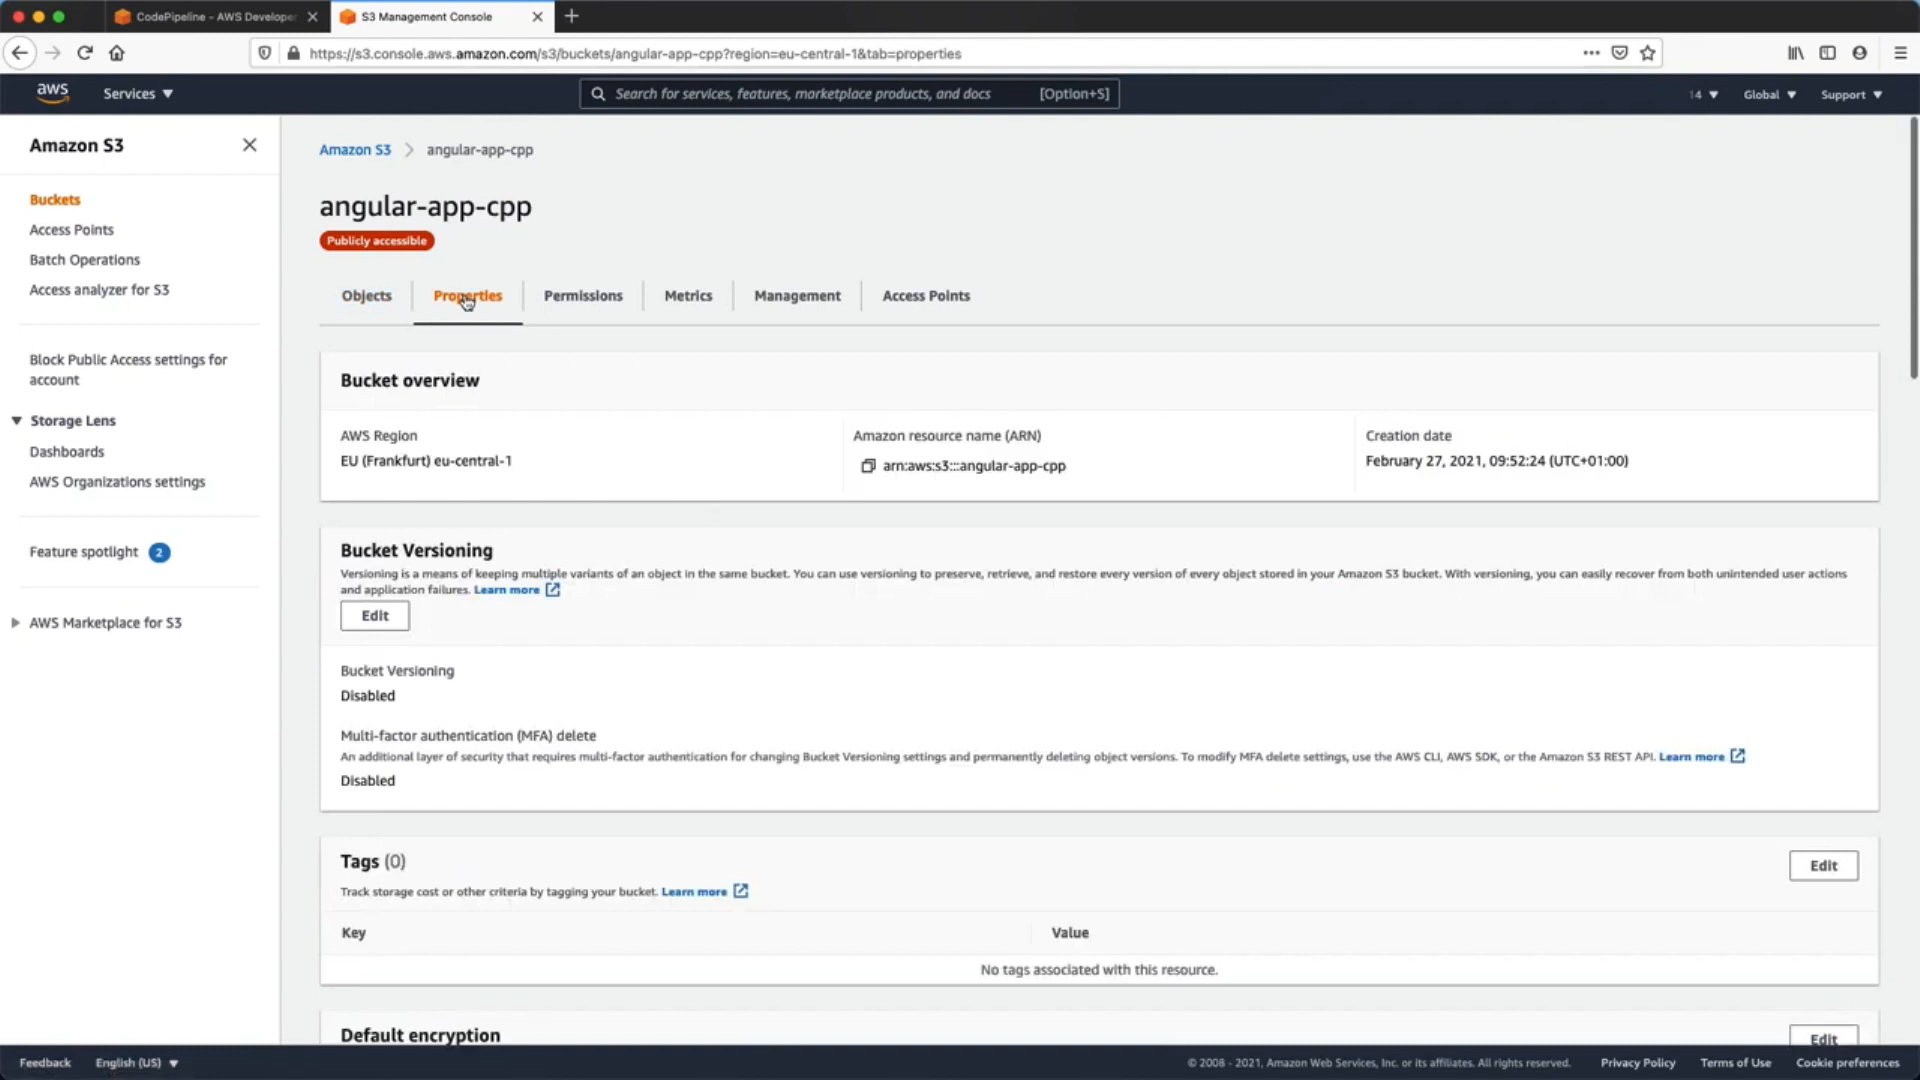 CodePipeline - AWS Developer
S3 Management Console
https://s3.console.aws.amazon.com/s3/buckets/angular-app-cpp?region=eu-central-1&tab=properties
aws
Services
Search for services, features, marketplace products, and docs
[Option+S]
14
Global
Support
Amazon S3
Buckets
Access Points
Batch Operations
Access analyzer for S3
Block Public Access settings for
account
Storage Lens
Dashboards
AWS Organizations settings
Feature spotlight 2
AWS Marketplace for S3
Amazon S3 > angular-app-cpp
angular-app-cpp
Publicly accessible
Objects
Properties
Permissions
Metrics
Management
Access Points
Bucket overview
AWS Region
EU (Frankfurt) eu-central-1
Amazon resource name (ARN)
arn:aws:s3:::angular-app-cpp
Creation date
February 27, 2021, 09:52:24 (UTC+01:00)
Bucket Versioning
Versioning is a means of keeping multiple variants of an object in the same bucket. You can use versioning to preserve, retrieve, and restore every version of every object stored in your Amazon S3 bucket. With versioning, you can easily recover from both unintended user actions
and application failures. Learn more
Edit
Bucket Versioning
Disabled
Multi-factor authentication (MFA) delete
An additional layer of security that requires multi-factor authentication for changing Bucket Versioning settings and permanently deleting object versions. To modify MFA delete settings, use the AWS CLI, AWS SDK, or the Amazon S3 REST API. Learn more
Disabled
Tags (0)
Edit
Track storage cost or other criteria by tagging your bucket. Learn more
Key
Value
No tags associated with this resource.
Default encryption
Edit
Feedback
English (US)
© 2008 - 2021, Amazon Web Services, Inc. or its affiliates. All rights reserved.
Privacy Policy
Terms of Use
Cookie preferences